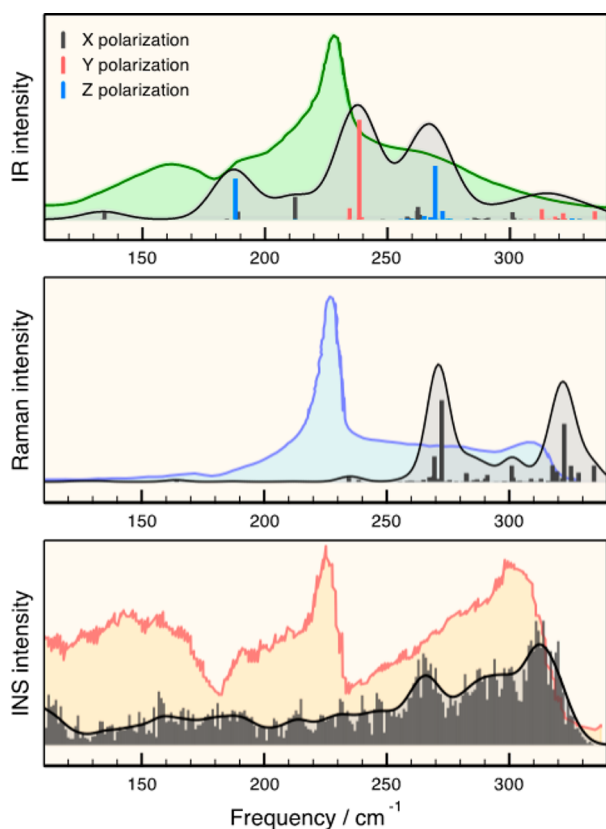 X polarization
Y polarization
Z polarization
IR intensity
150 200 250 300
Raman intensity
150 200 250 300
INS intensity
150 200 250 300
Frequency / cm⁻¹